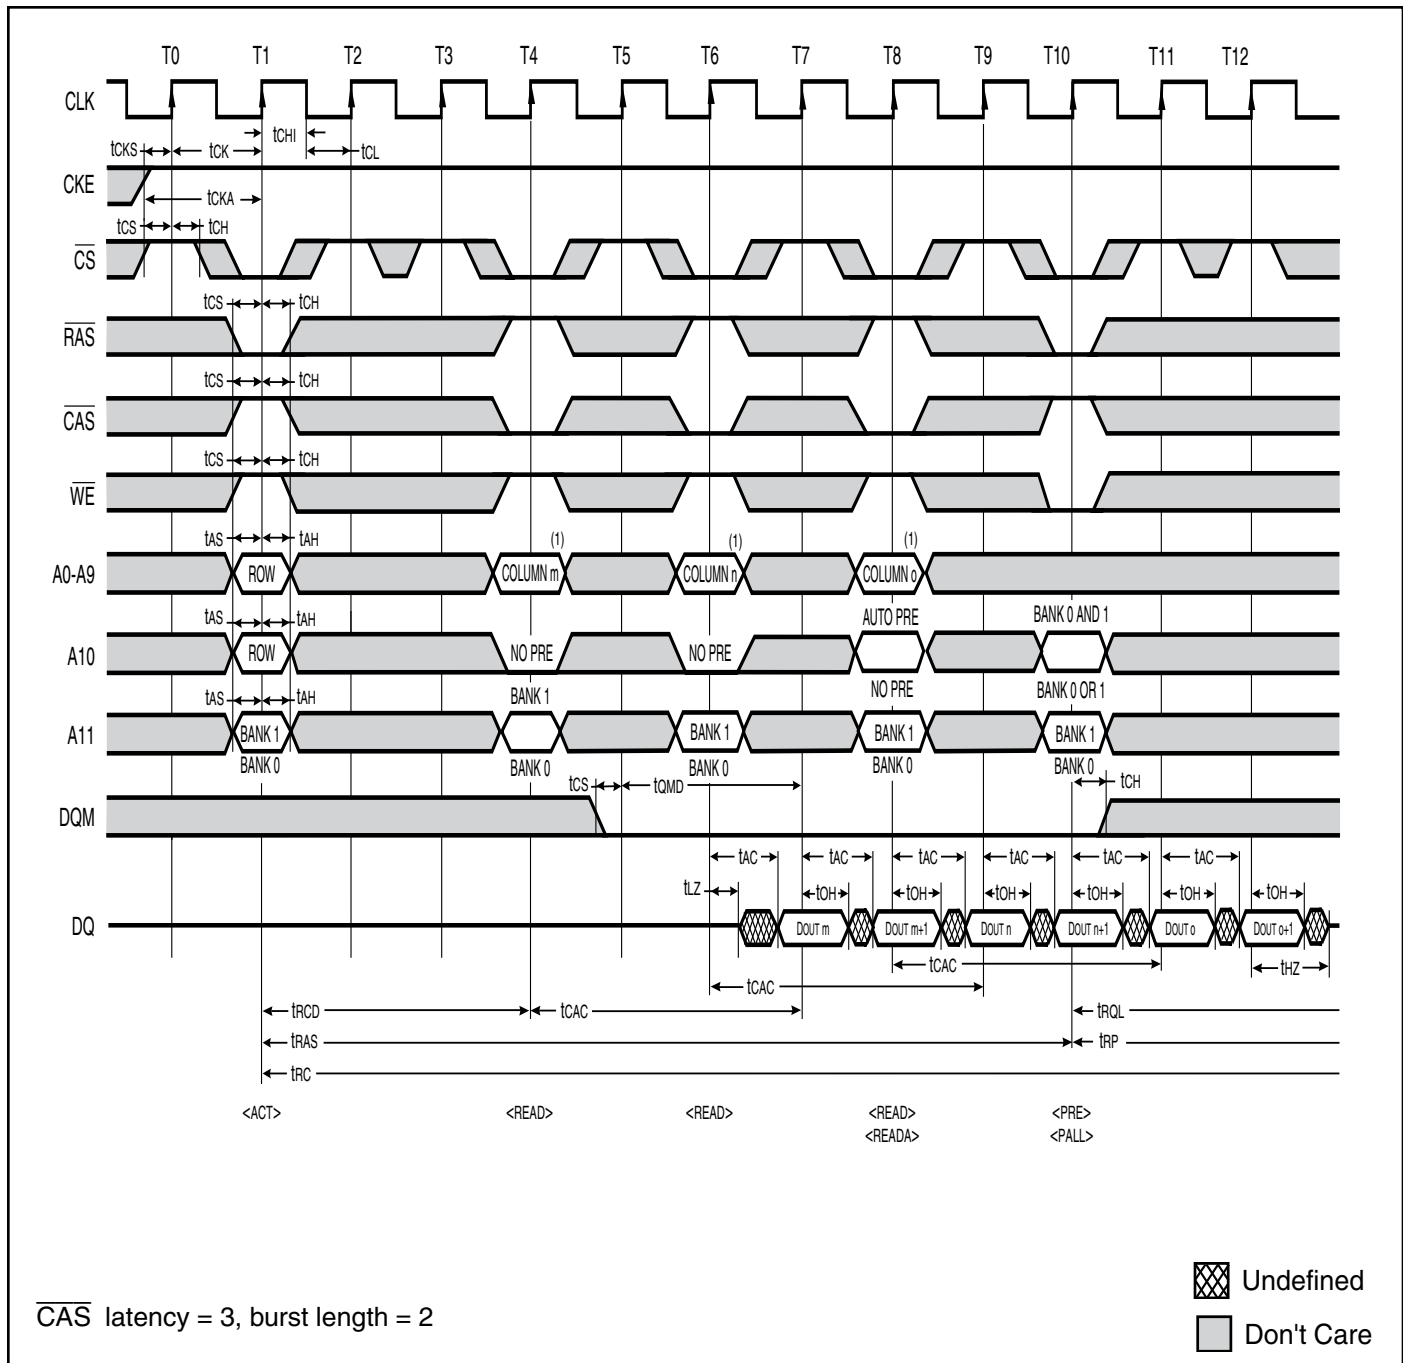 T0 T1 T2 T3 T4 T5 T6 T7 T8 T9 T10 T11 T12
CLK
tCHI
tCKS tCK tCL
CKE
tCKA
tCS tCH
CS
tCS tCH
RAS
tCS tCH
CAS
tCS tCH
WE
tAS tAH (1) (1) (1)
A0-A9 ROW COLUMN m COLUMN n COLUMN o
tAS tAH AUTO PRE BANK 0 AND 1
A10 ROW NO PRE NO PRE
tAS tAH BANK 1 NO PRE BANK 0 OR 1
A11 BANK 1 BANK 1 BANK 1 BANK 1
BANK 0 BANK 0 BANK 0 BANK 0 BANK 0
tCS tQMD tCH
DQM
tAC tAC tAC tAC tAC tAC
tLZ tOH tOH tOH tOH tOH tOH
DQ DOUT m DOUT m+1 DOUT n DOUT n+1 DOUT o DOUT o+1
tCAC tHZ
tCAC
tRCD tCAC tRQL
tRAS tRP
tRC
<ACT> <READ> <READ> <READ> <PRE>
<READA> <PALL>
Undefined
CAS latency = 3, burst length = 2
Don't Care